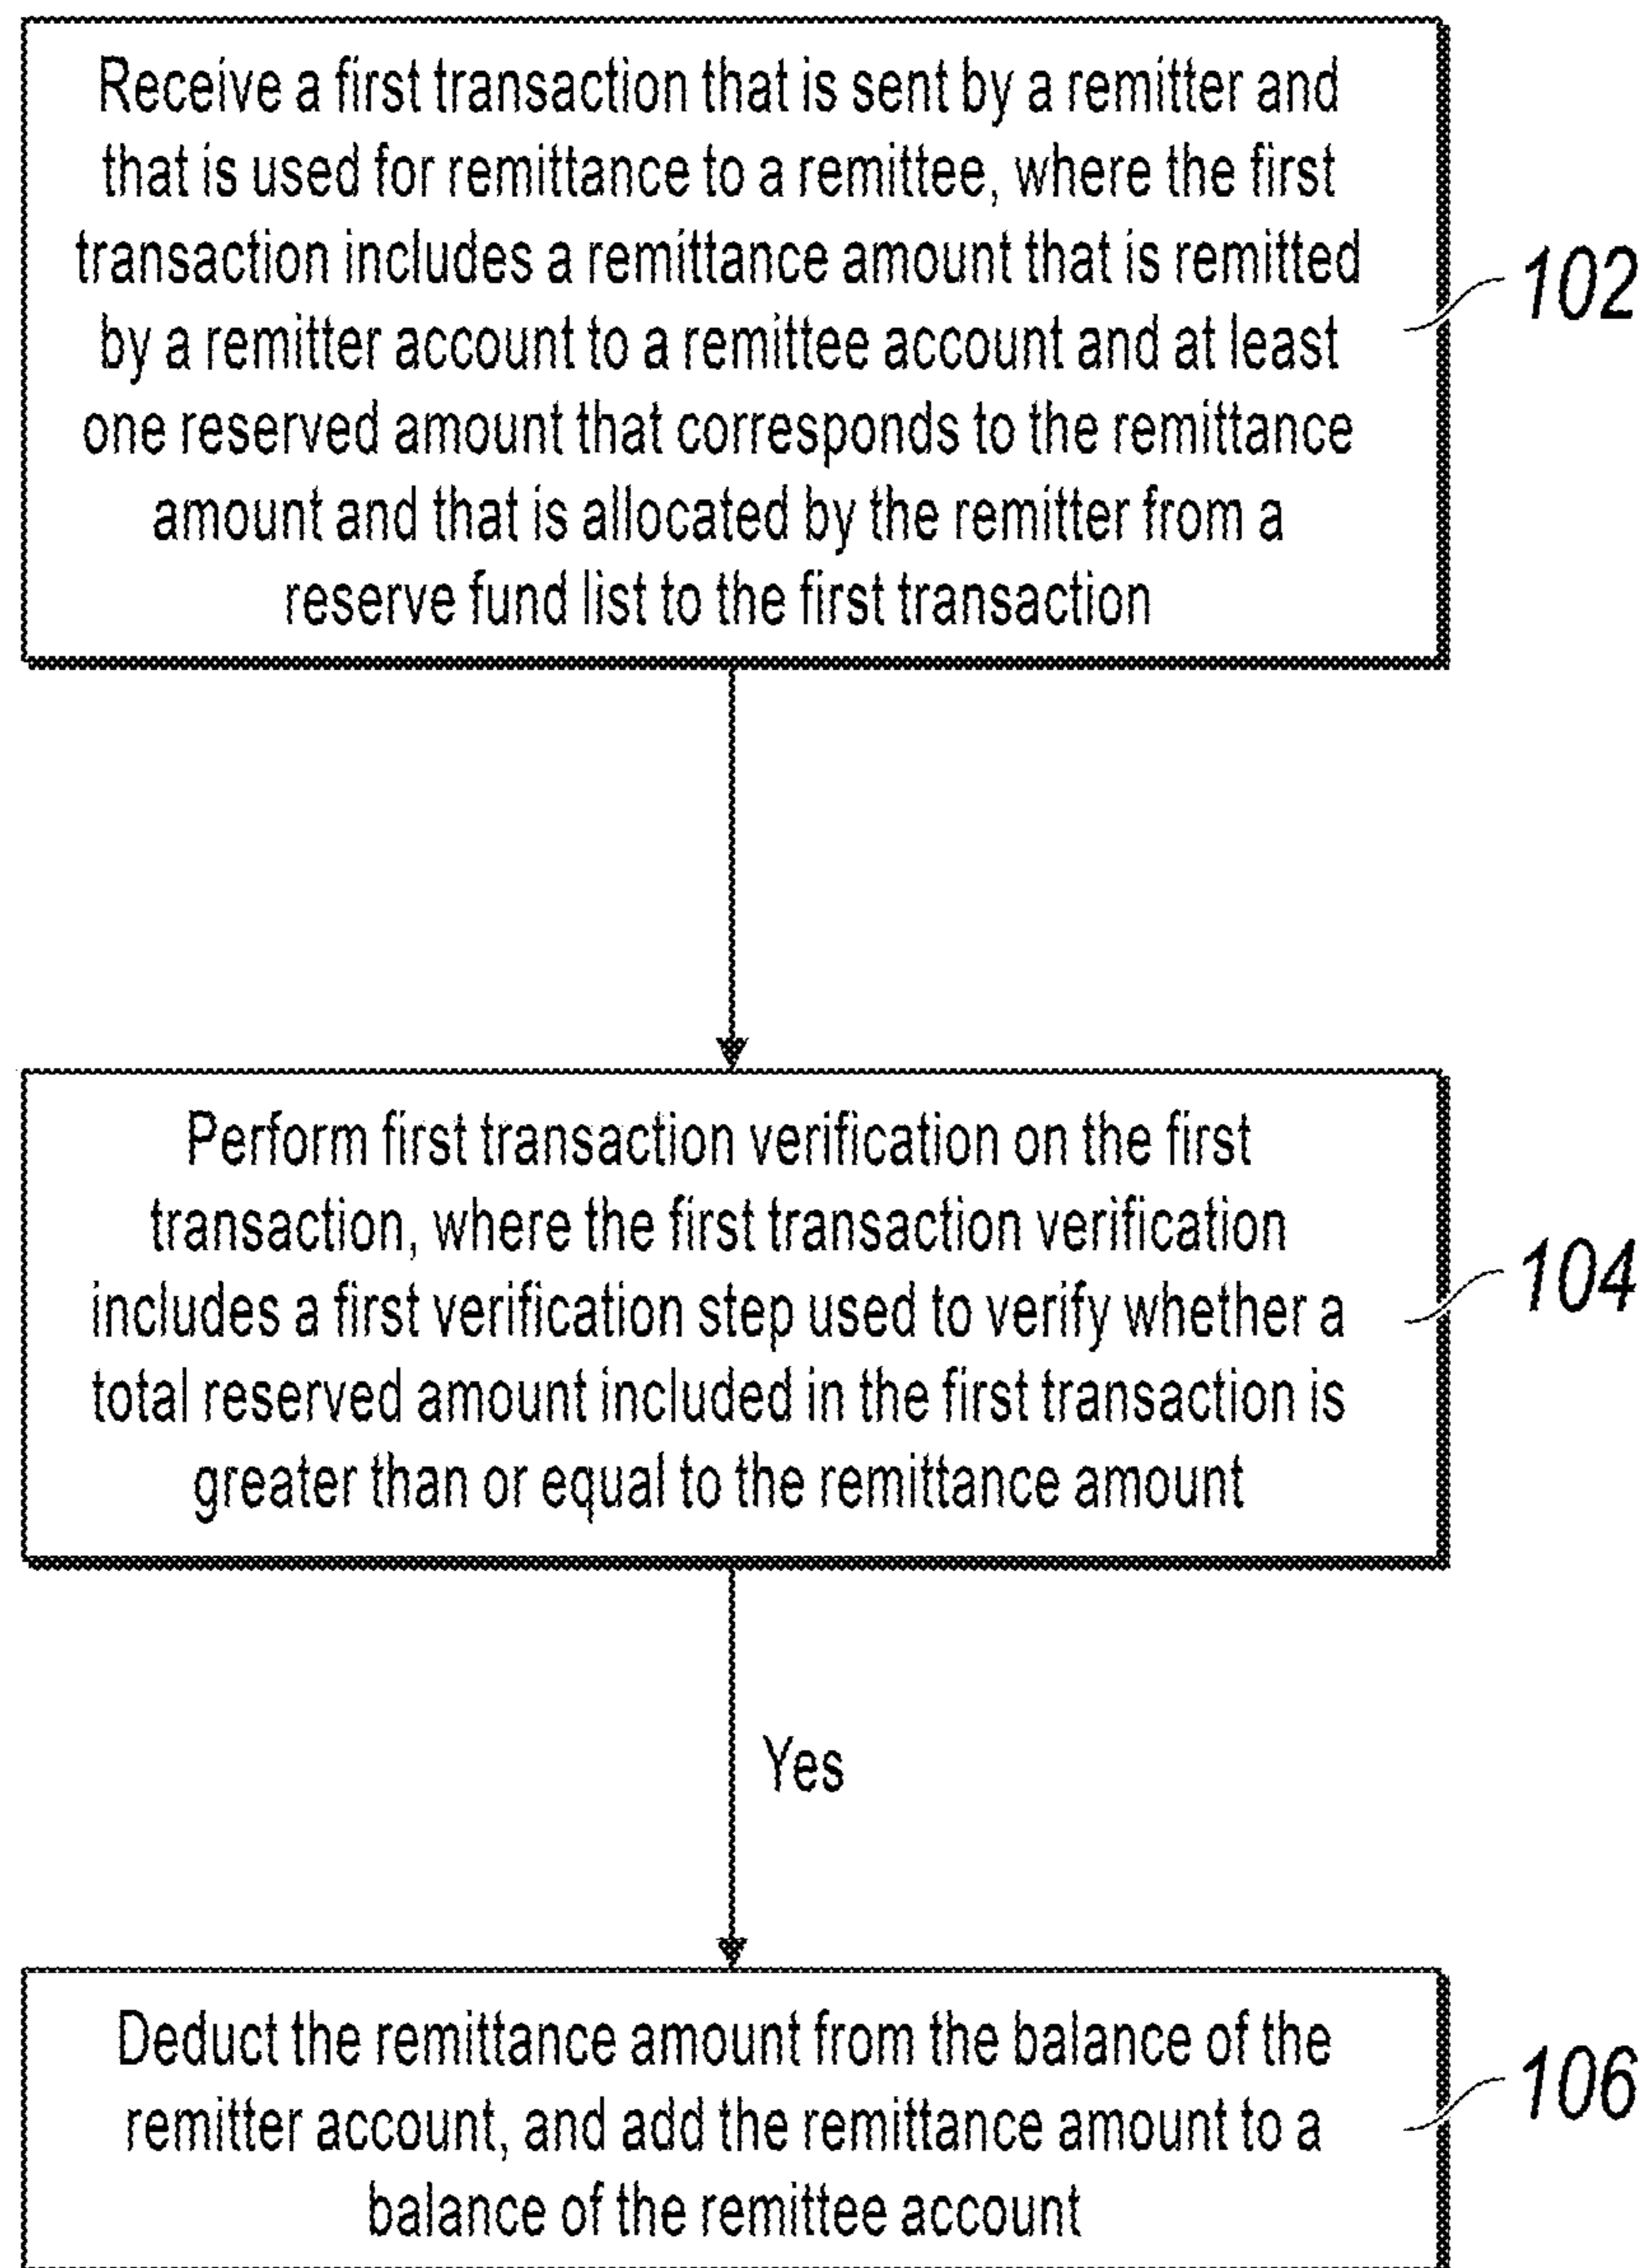 Receive a first transaction that is sent by a remitter and
that is used for remittance to a remittee, where the first
transaction includes a remittance amount that is remitted
by a remitter account to a remittee account and at least
one reserved amount that corresponds to the remittance
amount and that is allocated by the remitter from a
reserve fund list to the first transaction
102
Perform first transaction verification on the first
transaction, where the first transaction verification
includes a first verification step used to verify whether a
total reserved amount included in the first transaction is
greater than or equal to the remittance amount
104
Yes
Deduct the remittance amount from the balance of the
remitter account, and add the remittance amount to a
balance of the remittee account
106